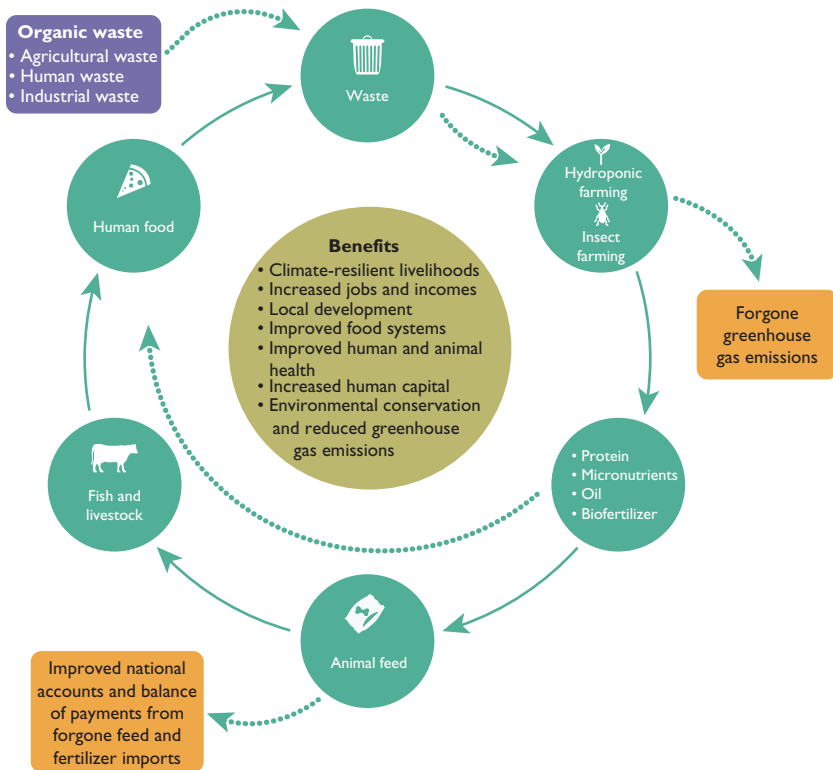 Organic waste
• Agricultural waste
• Human waste
• Industrial waste
Waste
Hydroponic
farming
Insect
farming
Forgone
greenhouse
gas emissions
• Protein
• Micronutrients
• Oil
• Biofertilizer
Animal feed
Improved national
accounts and balance
of payments from
forgone feed and
fertilizer imports
Fish and
livestock
Human food
Benefits
• Climate-resilient livelihoods
• Increased jobs and incomes
• Local development
• Improved food systems
• Improved human and animal
health
• Increased human capital
• Environmental conservation
and reduced greenhouse
gas emissions